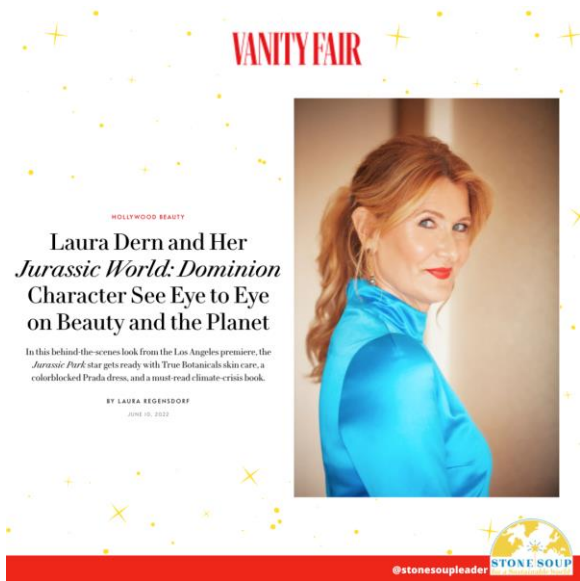 VANITY FAIR
HOLLYWOOD BEAUTY
Laura Dern and Her
Jurassic World: Dominion
Character See Eye to Eye
on Beauty and the Planet
In this behind-the-scenes look from the Los Angeles premiere, the
Jurassic Park star gets ready with True Botanicals skin care, a
colorblocked Prada dress, and a must-read climate-crisis book.
BY LAURA REGENSDORF
JUNE 10, 2022
@stonesoupleader
STONE SOUP
for a Sustainable World